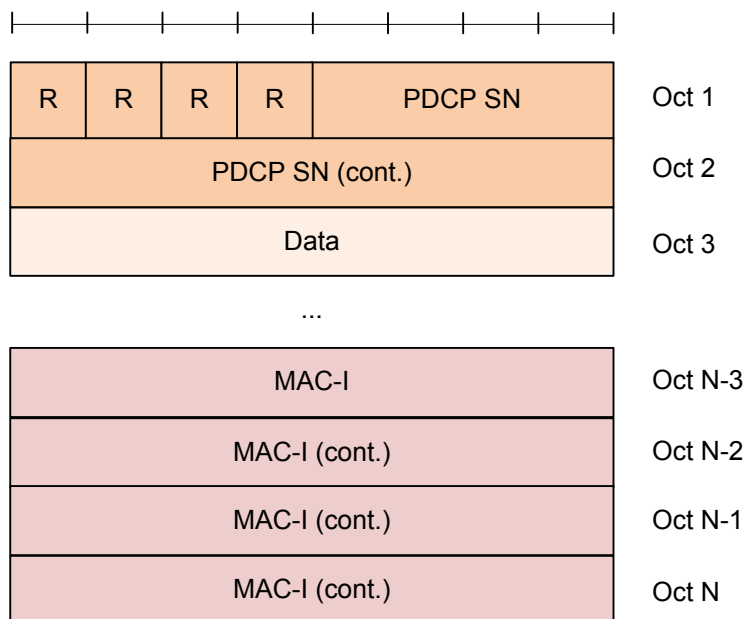 R R R R PDCP SN Oct 1
PDCP SN (cont.) Oct 2
Data Oct 3
...
MAC-I Oct N-3
MAC-I (cont.) Oct N-2
MAC-I (cont.) Oct N-1
MAC-I (cont.) Oct N